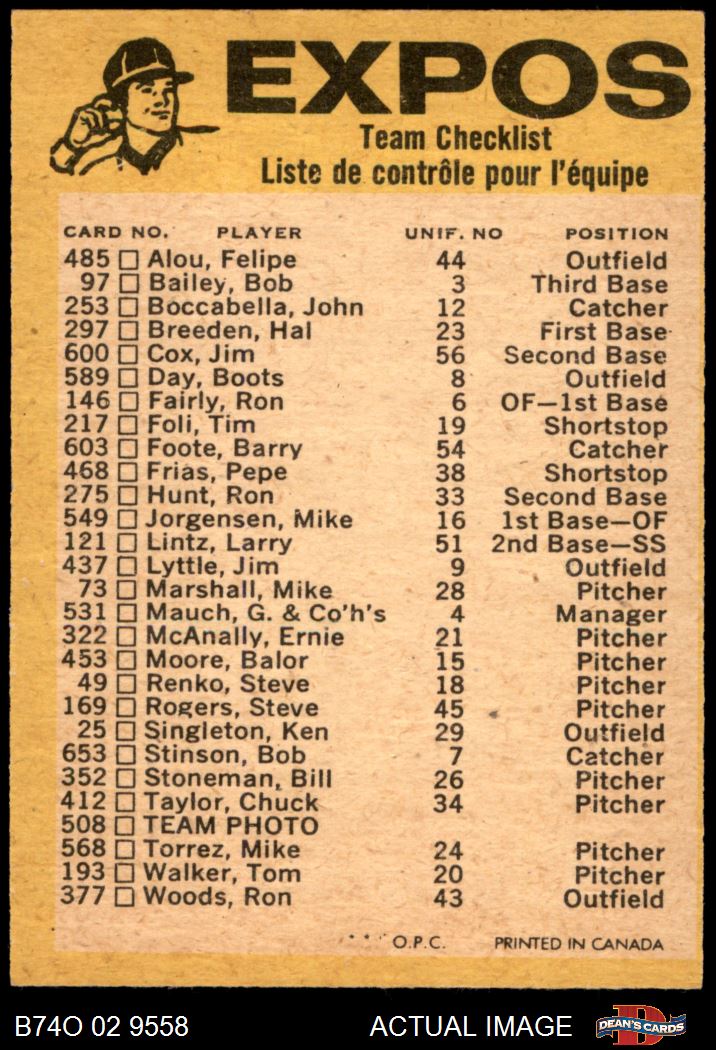 EXPOS
Team Checklist
Liste de contrôle pour l'équipe
CARD NO. PLAYER UNIF. NO POSITION
485 Alou, Felipe 44 Outfield
97 Bailey, Bob 3 Third Base
253 Boccabella, John 12 Catcher
297 Breeden, Hal 23 First Base
600 Cox, Jim 56 Second Base
589 Day, Boots 8 Outfield
146 Fairly, Ron 6 OF—1st Base
217 Foli, Tim 19 Shortstop
603 Foote, Barry 54 Catcher
468 Frias, Pepe 38 Shortstop
275 Hunt, Ron 33 Second Base
549 Jorgensen, Mike 16 1st Base—OF
121 Lintz, Larry 51 2nd Base—SS
437 Lyttle, Jim 9 Outfield
73 Marshall, Mike 28 Pitcher
531 Mauch, G. & Co'h's 4 Manager
322 McAnally, Ernie 21 Pitcher
453 Moore, Balor 15 Pitcher
49 Renko, Steve 18 Pitcher
169 Rogers, Steve 45 Pitcher
25 Singleton, Ken 29 Outfield
653 Stinson, Bob 7 Catcher
352 Stoneman, Bill 26 Pitcher
412 Taylor, Chuck 34 Pitcher
508 TEAM PHOTO
568 Torrez, Mike 24 Pitcher
193 Walker, Tom 20 Pitcher
377 Woods, Ron 43 Outfield
* * * O.P.C. PRINTED IN CANADA
B74O 02 9558 ACTUAL IMAGE D DEAN'S CARDS